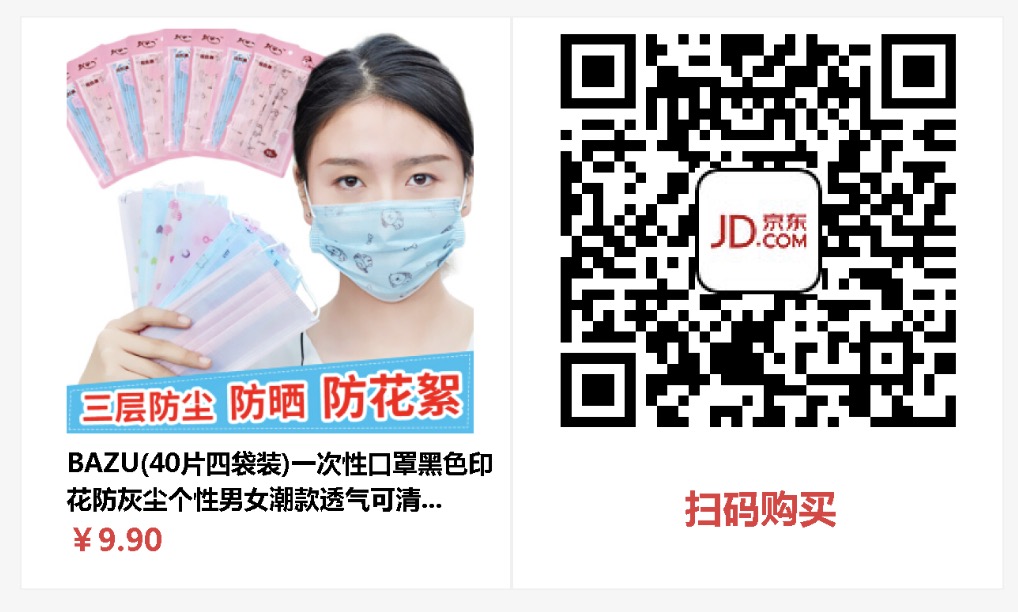 三层防尘 防晒 防花絮
BAZU(40片四袋装)一次性口罩黑色印
花防灰尘个性男女潮款透气可清...
￥9.90
JD.京东
.COM
扫码购买